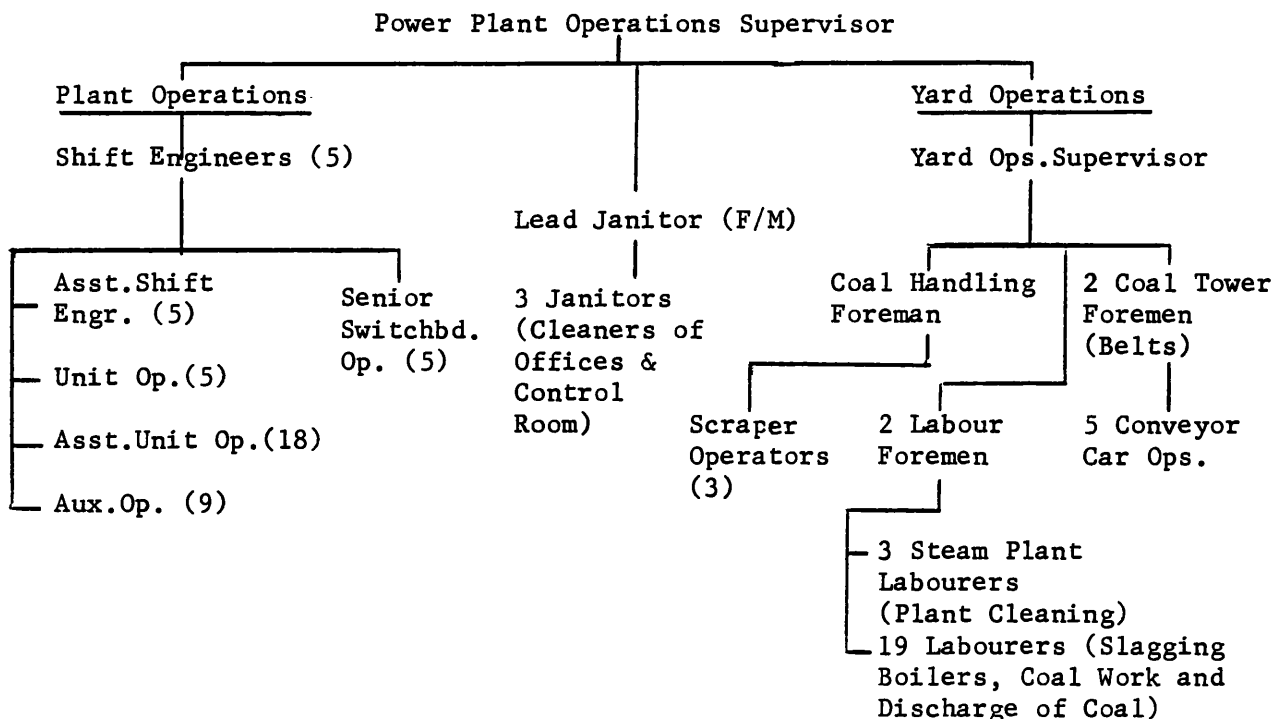 Power Plant Operations Supervisor
Plant Operations
Shift Engineers (5)
Asst.Shift
Engr. (5)
Unit Op.(5)
Asst.Unit Op.(18)
Aux.Op. (9)
Senior
Switchbd.
Op. (5)
Lead Janitor (F/M)
3 Janitors
(Cleaners of
Offices &
Control
Room)
Yard Operations
Yard Ops.Supervisor
Coal Handling
Foreman
Scraper
Operators
(3)
2 Labour
Foremen
3 Steam Plant
Labourers
(Plant Cleaning)
19 Labourers (Slagging
Boilers, Coal Work and
Discharge of Coal)
2 Coal Tower
Foremen
(Belts)
5 Conveyor
Car Ops.